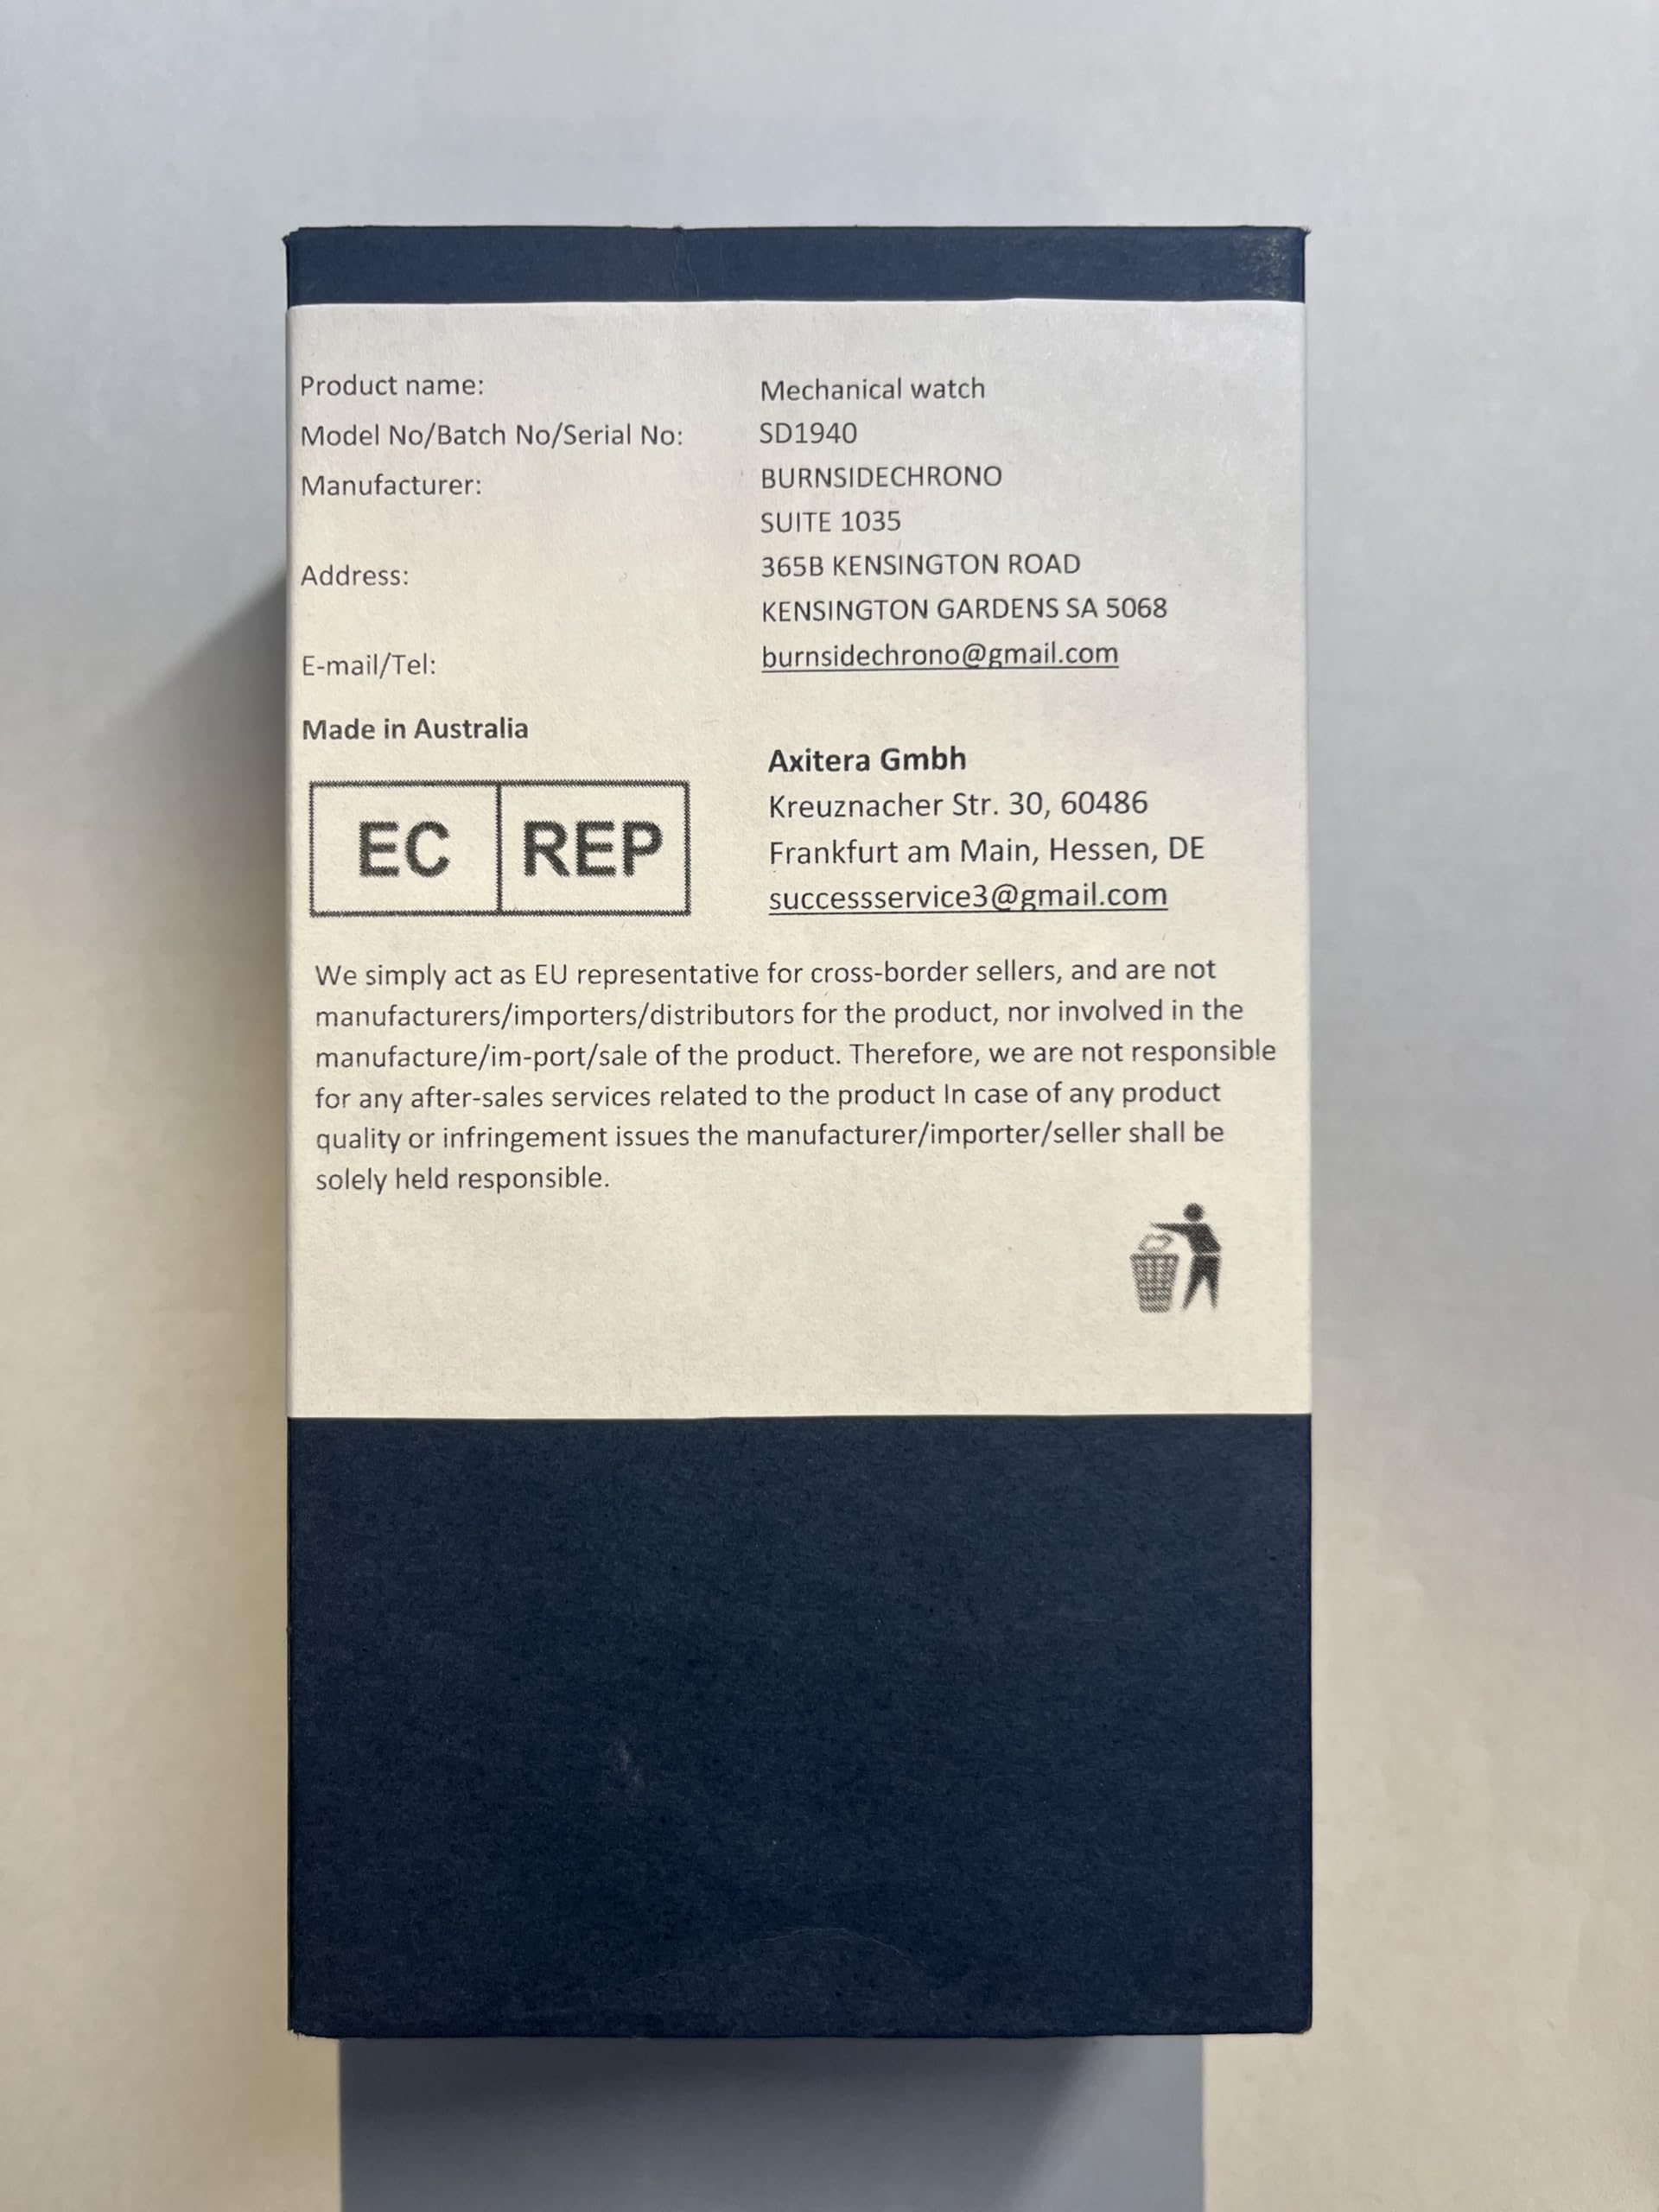 Product name: Mechanical watch
Model No/Batch No/Serial No: SD1940
Manufacturer: BURNSIDECHRONO
SUITE 1035
Address: 365B KENSINGTON ROAD
KENSINGTON GARDENS SA 5068
E-mail/Tel: burnsidechrono@gmail.com
Made in Australia
EC REP
Axitera Gmbh
Kreuznacher Str. 30, 60486
Frankfurt am Main, Hessen, DE
successservice3@gmail.com
We simply act as EU representative for cross-border sellers, and are not
manufacturers/importers/distributors for the product, nor involved in the
manufacture/im-port/sale of the product. Therefore, we are not responsible
for any after-sales services related to the product In case of any product
quality or infringement issues the manufacturer/importer/seller shall be
solely held responsible.